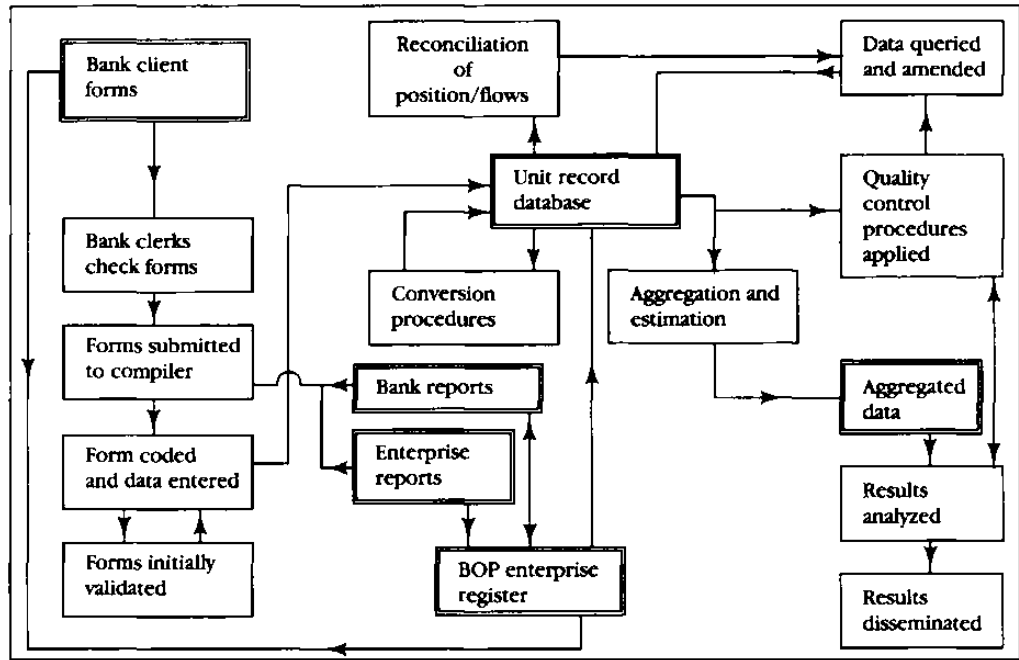 Bank client
forms
Bank clerks
check forms
Forms submitted
to compiler
Form coded
and data entered
Forms initially
validated
Reconciliation
of
position/flows
Unit record
database
Conversion
procedures
Bank reports
Enterprise
reports
BOP enterprise
register
Aggregation and
estimation
Data queried
and amended
Quality
control
procedures
applied
Aggregated
data
Results
analyzed
Results
disseminated